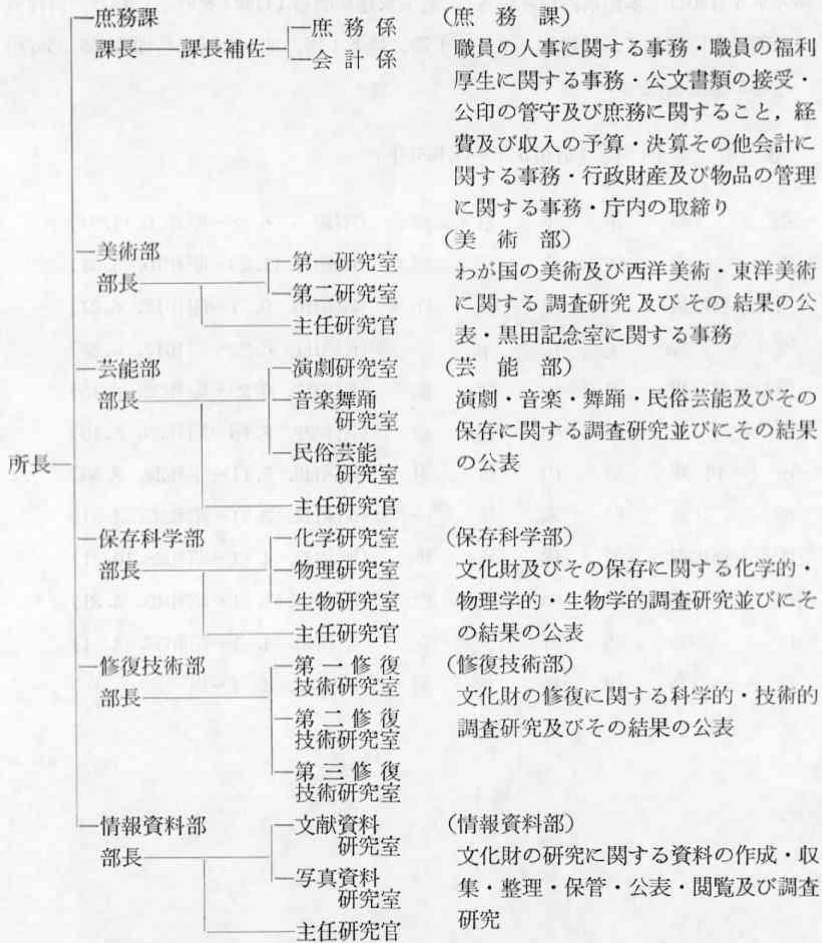 庶務課
課長 課長補佐
庶務係
会計係
(庶務課)
職員の人事に関する事務・職員の福利
厚生に関する事務・公文書類の接受・
公印の管守及び庶務に関すること,経
費及び収入の予算・決算その他会計に
関する事務・行政財産及び物品の管理
に関する事務・庁内の取締り
美術部
部長
第一研究室
第二研究室
主任研究官
(美術部)
わが国の美術及び西洋美術・東洋美術
に関する調査研究及びその結果の公
表・黒田記念室に関する事務
芸能部
部長
演劇研究室
音楽舞踊
研究室
民俗芸能
研究室
主任研究官
(芸能部)
演劇・音楽・舞踊・民俗芸能及びその
保存に関する調査研究並びにその結果
の公表
所長
保存科学部
部長
化学研究室
物理研究室
生物研究室
主任研究官
(保存科学部)
文化財及びその保存に関する化学的・
物理学的・生物学的調査研究並びにそ
の結果の公表
修復技術部
部長
第一修復
技術研究室
第二修復
技術研究室
第三修復
技術研究室
(修復技術部)
文化財の修復に関する科学的・技術的
調査研究及びその結果の公表
情報資料部
部長
文献資料
研究室
写真資料
研究室
主任研究官
(情報資料部)
文化財の研究に関する資料の作成・収
集・整理・保管・公表・閲覧及び調査
研究